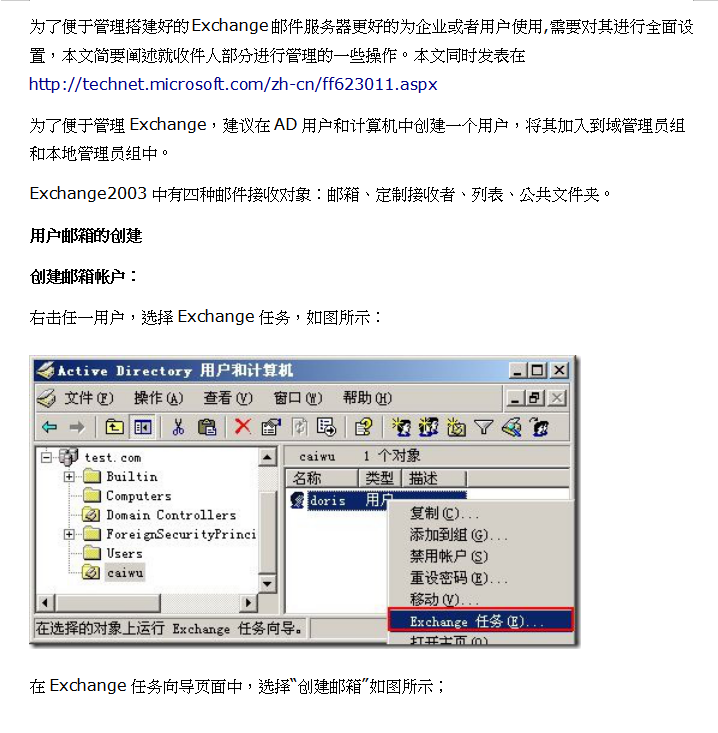 为了便于管理搭建好的Exchange邮件服务器更好的为企业或者用户使用,需要对其进行全面设
置，本文简要阐述就收件人部分进行管理的一些操作。本文同时发表在
http://technet.microsoft.com/zh-cn/ff623011.aspx
为了便于管理 Exchange，建议在 AD 用户和计算机中创建一个用户，将其加入到域管理员组
和本地管理员组中。
Exchange2003 中有四种邮件接收对象：邮箱、定制接收者、列表、公共文件夹。
用户邮箱的创建
创建邮箱帐户：
右击任一用户，选择 Exchange 任务，如图所示：
Active Directory 用户和计算机
文件(F) 操作(A) 查看(V) 窗口(W) 帮助(H)
test.com
Builtin
Computers
Domain Controllers
ForeignSecurityPrinci
Users
caiwu
caiwu 1 个对象
名称 类型 描述
doris 用户
复制(C)...
添加到组(G)...
禁用帐户(S)
重设密码(E)...
移动(V)...
Exchange 任务(E)...
打开主页(O)
在选择的对象上运行 Exchange 任务向导。
在 Exchange 任务向导页面中，选择“创建邮箱”如图所示；